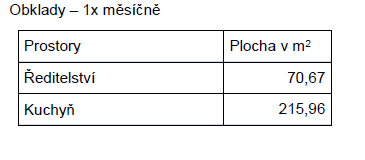 Obklady – 1x měsíčně
Prostory Plocha v m²
Ředitelství 70,67
Kuchyň 215,96